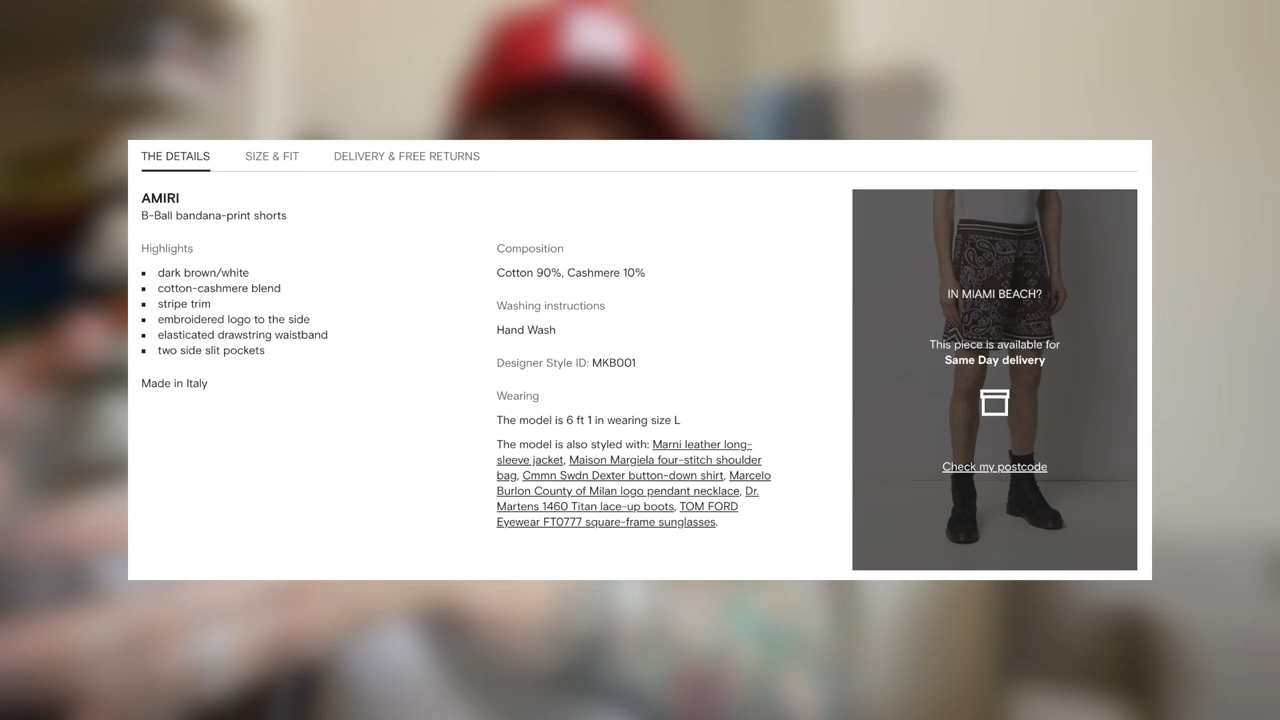 THE DETAILS
SIZE & FIT
DELIVERY & FREE RETURNS
AMIRI
B-Ball bandana-print shorts
Highlights
dark brown/white
cotton-cashmere blend
stripe trim
embroidered logo to the side
elasticated drawstring waistband
two side slit pockets
Made in Italy
Composition
Cotton 90%, Cashmere 10%
Washing instructions
Hand Wash
Designer Style ID: MKB001
Wearing
The model is 6 ft 1 in wearing size L
The model is also styled with: Marni leather long-
sleeve jacket, Maison Margiela four-stitch shoulder
bag, Cmmn Swdn Dexter button-down shirt, Marcelo
Burlon County of Milan logo pendant necklace, Dr.
Martens 1460 Titan lace-up boots, TOM FORD
Eyewear FT0777 square-frame sunglasses.
IN MIAMI BEACH?
This piece is available for
Same Day delivery
Check my postcode